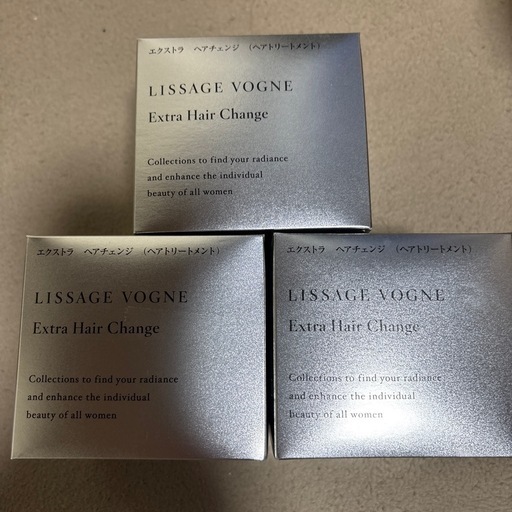 エクストラ ヘアチェンジ (ヘアトリートメント)
LISSAGE VOGNE
Extra Hair Change
Collections to find your radiance
and enhance the individual
beauty of all women
エクストラ ヘアチェンジ (ヘアトリートメント)
LISSAGE VOGNE
Extra Hair Change
Collections to find your radiance
and enhance the individual
beauty of all women
エクストラ ヘアチェンジ (ヘアトリートメント)
LISSAGE VOGNE
Extra Hair Change
Collections to find your radiance
and enhance the individual
beauty of all women